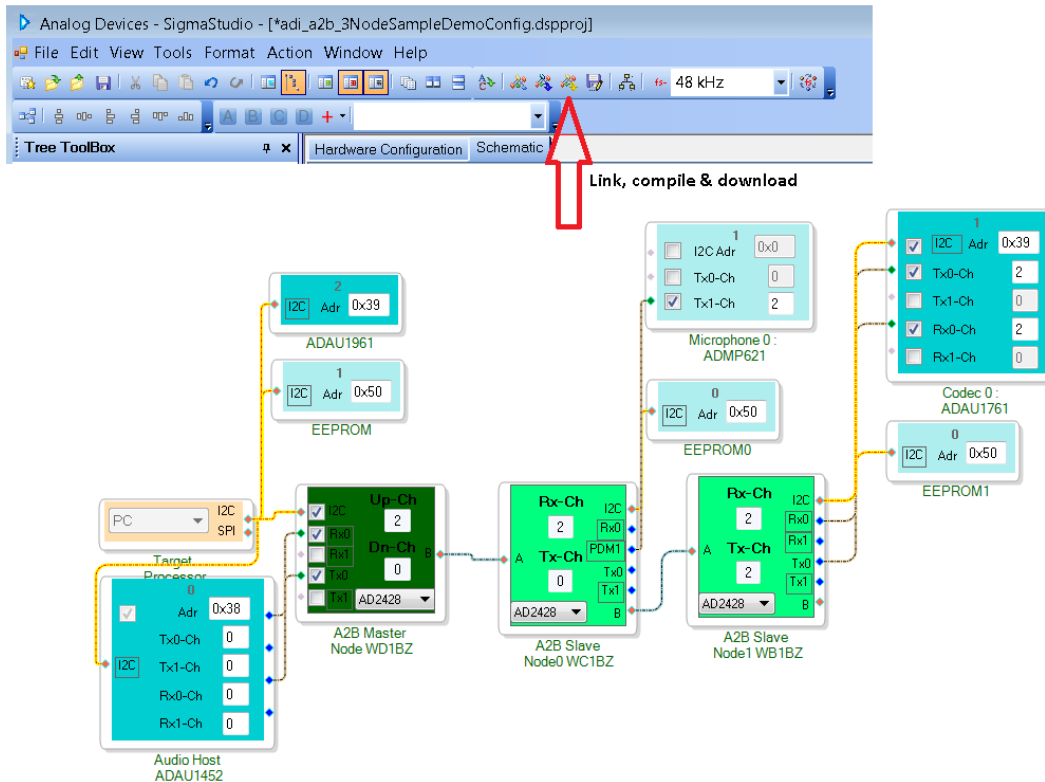 Analog Devices - SigmaStudio - [*adi_a2b_3NodeSampleDemoConfig.dspproj]
File Edit View Tools Format Action Window Help
48 kHz
A B C D
Tree ToolBox
Hardware Configuration Schematic
Link, compile & download
2
I2C Adr 0x39
ADAU1961
1
I2C Adr 0x50
EEPROM
1
I2C Adr 0x0
Tx0-Ch 0
Tx1-Ch 2
Microphone 0 :
ADMP621
0
I2C Adr 0x50
EEPROM0
1
I2C Adr 0x39
Tx0-Ch 2
Tx1-Ch 0
Rx0-Ch 2
Rx1-Ch 0
Codec 0 :
ADAU1761
0
I2C Adr 0x50
EEPROM1
PC
I2C
SPI
Target
Processor
Up-Ch
I2C
2
Rx0
Dn-Ch
Rx1
B
0
Tx0
Tx1 AD2428
A2B Master
Node WD1BZ
Rx-Ch
I2C
2
Rx0
PDM1
A Tx-Ch
Tx0
0
Tx1
AD2428 B
A2B Slave
Node0 WC1BZ
Rx-Ch
I2C
2
Rx0
Rx1
A Tx-Ch
Tx0
2
Tx1
AD2428 B
A2B Slave
Node1 WB1BZ
0
Adr 0x38
Tx0-Ch 0
I2C Tx1-Ch 0
Rx0-Ch 0
Rx1-Ch 0
Audio Host
ADAU1452